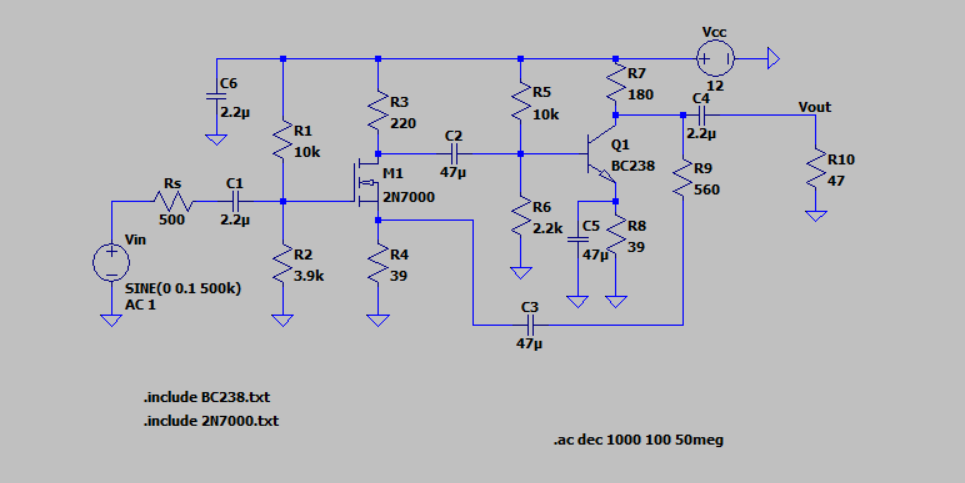 Vcc
12
C6
2.2µ
R1
10k
R3
220
R5
10k
R7
180
C4
2.2µ
Vout
C2
47µ
Q1
BC238
M1
2N7000
R9
560
R10
47
Rs
500
C1
2.2µ
R6
2.2k
C5
47µ
R8
39
Vin
SINE(0 0.1 500k)
AC 1
R2
3.9k
R4
39
C3
47µ
.include BC238.txt
.include 2N7000.txt
.ac dec 1000 100 50meg